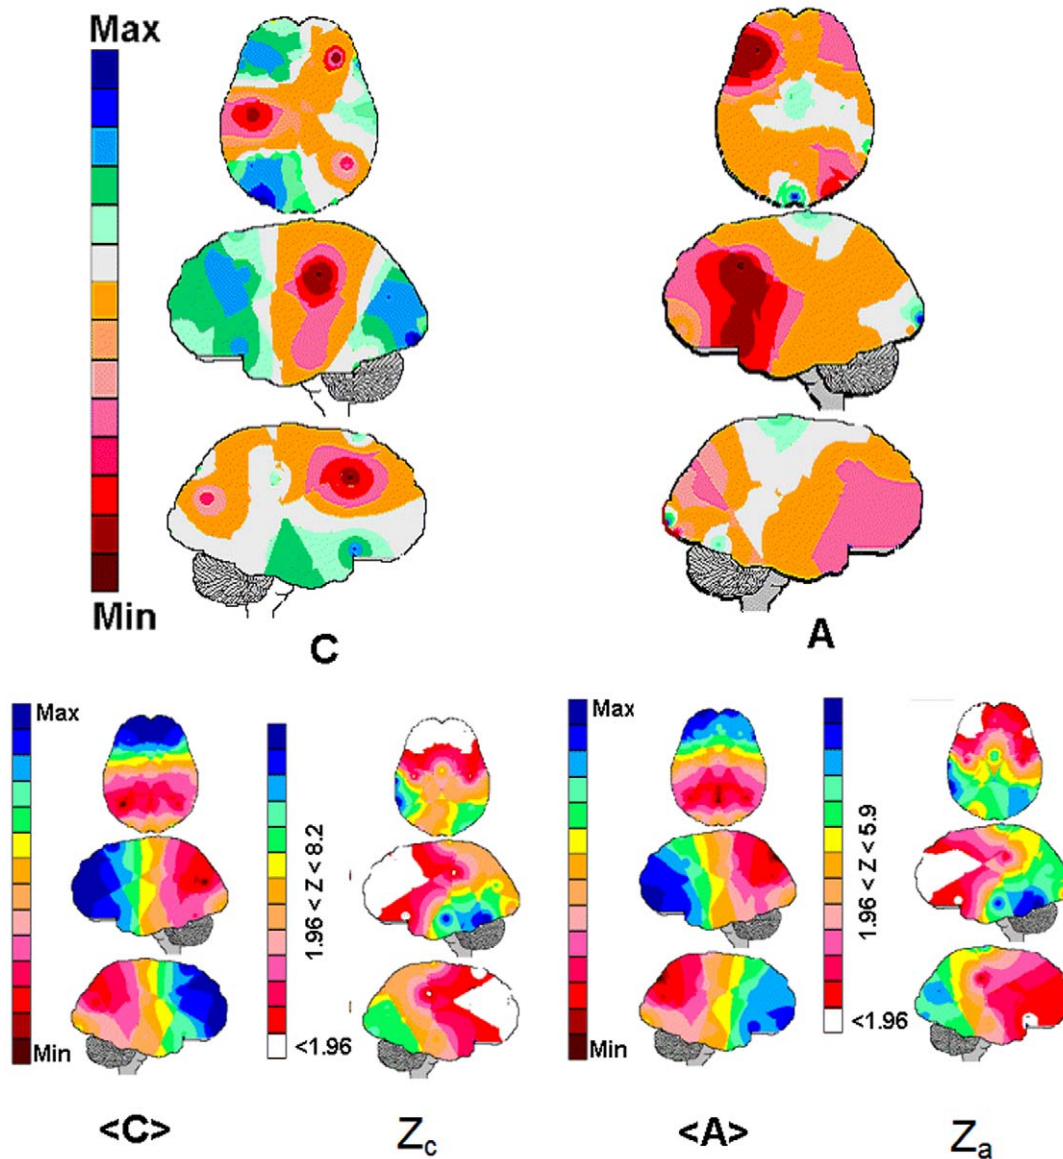 Max
Min
C
A
Max
Min
1.96 < Z < 8.2
<1.96
Max
Min
1.96 < Z < 5.9
<1.96
<C>
Zc
<A>
Za